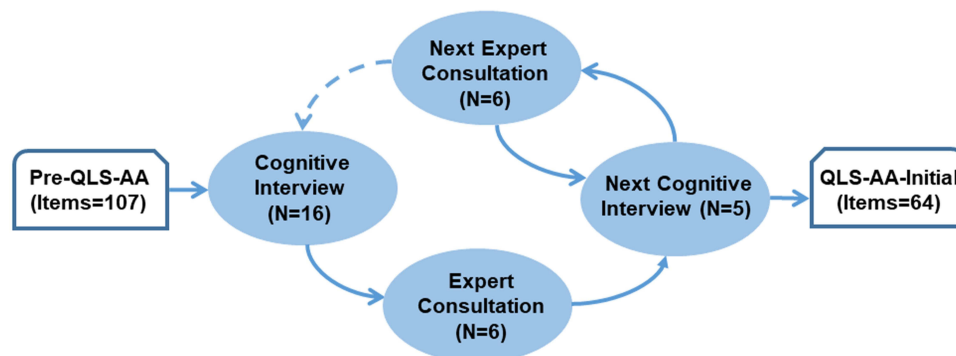 Next Expert
Consultation
(N=6)
Pre-QLS-AA
(Items=107)
Cognitive
Interview
(N=16)
Next Cognitive
Interview (N=5)
QLS-AA-Initial
(Items=64)
Expert
Consultation
(N=6)